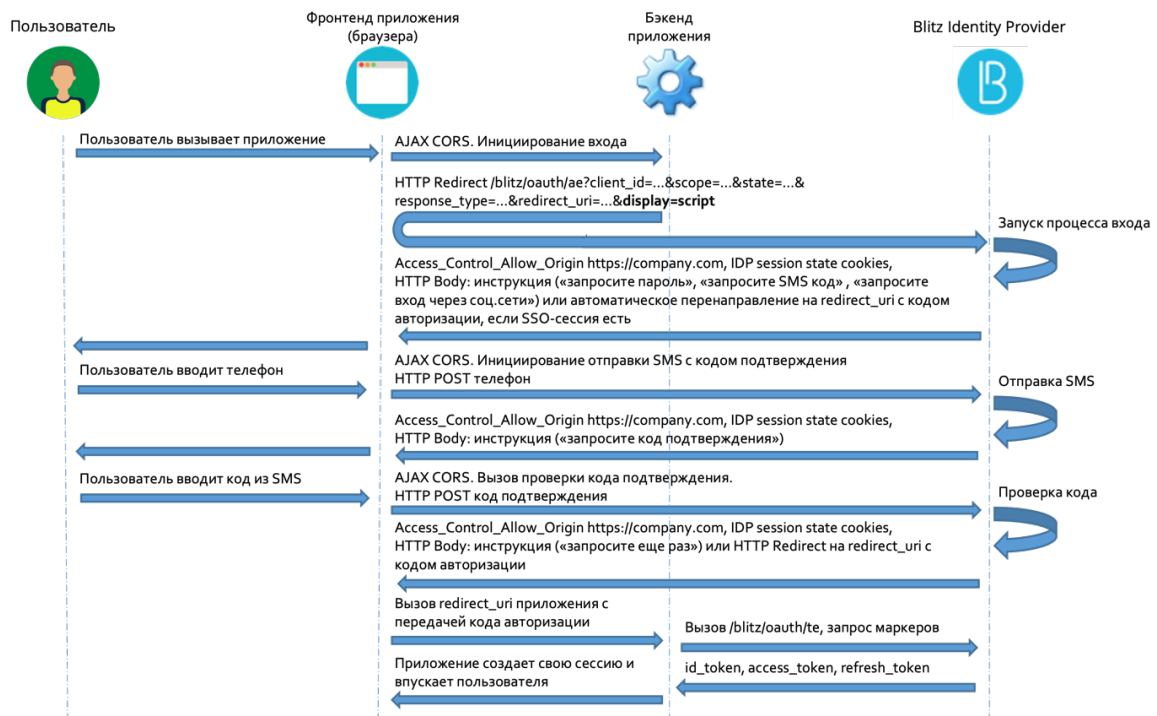 Пользователь
Фронтенд приложения
(браузера)
Бэкенд
приложения
Blitz Identity Provider
Пользователь вызывает приложение
AJAX CORS. Инициирование входа
HTTP Redirect /blitz/oauth/ae?client_id=...&scope=...&state=...&
response_type=...&redirect_uri=...&display=script
Запуск процесса входа
Access_Control_Allow_Origin https://company.com, IDP session state cookies,
HTTP Body: инструкция («запросите пароль», «запросите SMS код» , «запросите
вход через соц.сети») или автоматическое перенаправление на redirect_uri с кодом
авторизации, если SSO-сессия есть
Пользователь вводит телефон
AJAX CORS. Инициирование отправки SMS с кодом подтверждения
HTTP POST телефон
Отправка SMS
Access_Control_Allow_Origin https://company.com, IDP session state cookies,
HTTP Body: инструкция («запросите код подтверждения»)
Пользователь вводит код из SMS
AJAX CORS. Вызов проверки кода подтверждения.
HTTP POST код подтверждения
Проверка кода
Access_Control_Allow_Origin https://company.com, IDP session state cookies,
HTTP Body: инструкция («запросите еще раз») или HTTP Redirect на redirect_uri с
кодом авторизации
Вызов redirect_uri приложения с
передачей кода авторизации
Вызов /blitz/oauth/te, запрос маркеров
Приложение создает свою сессию и
впускает пользователя
id_token, access_token, refresh_token